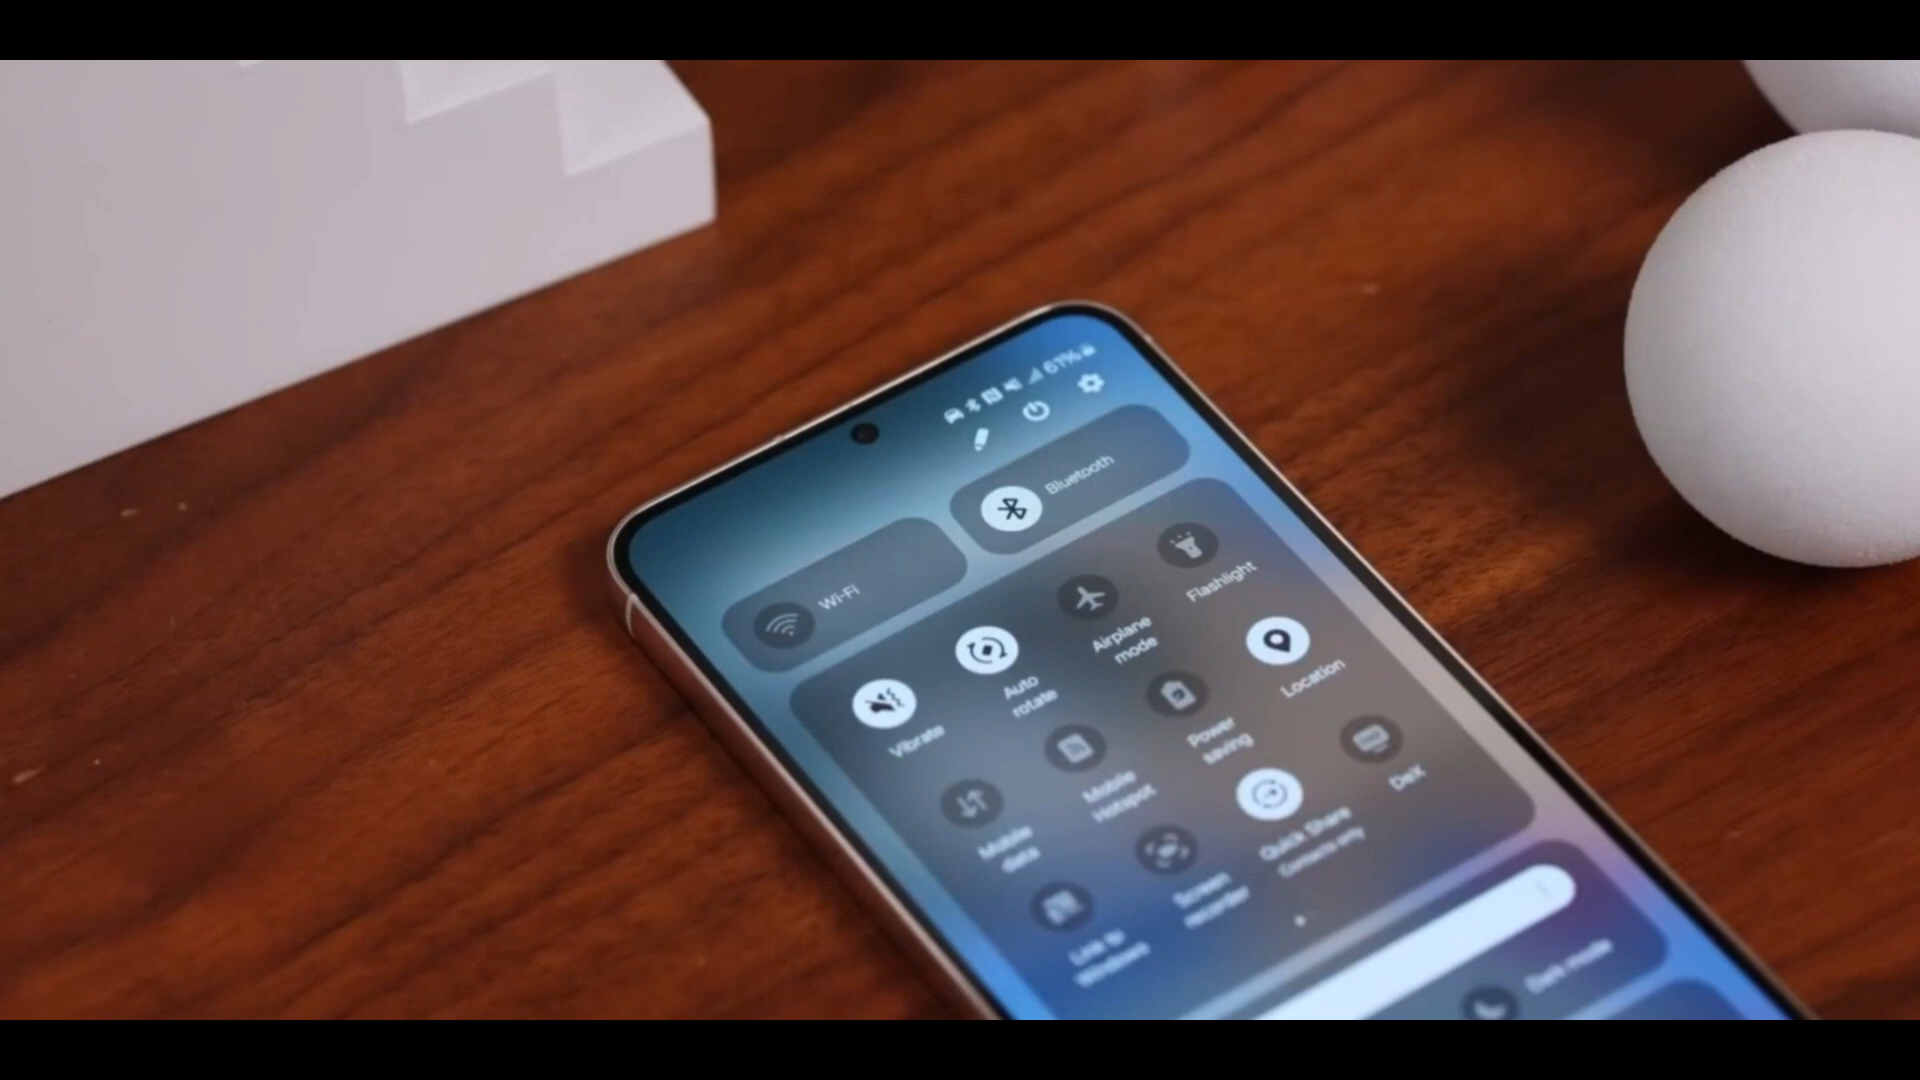 61%
Wi-Fi
Bluetooth
Vibrate
Auto
rotate
Airplane
mode
Flashlight
Mobile
data
Mobile
Hotspot
Power
saving
Location
Link to
Windows
Screen
recorder
Quick Share
Contacts only
DeX
Dark mode